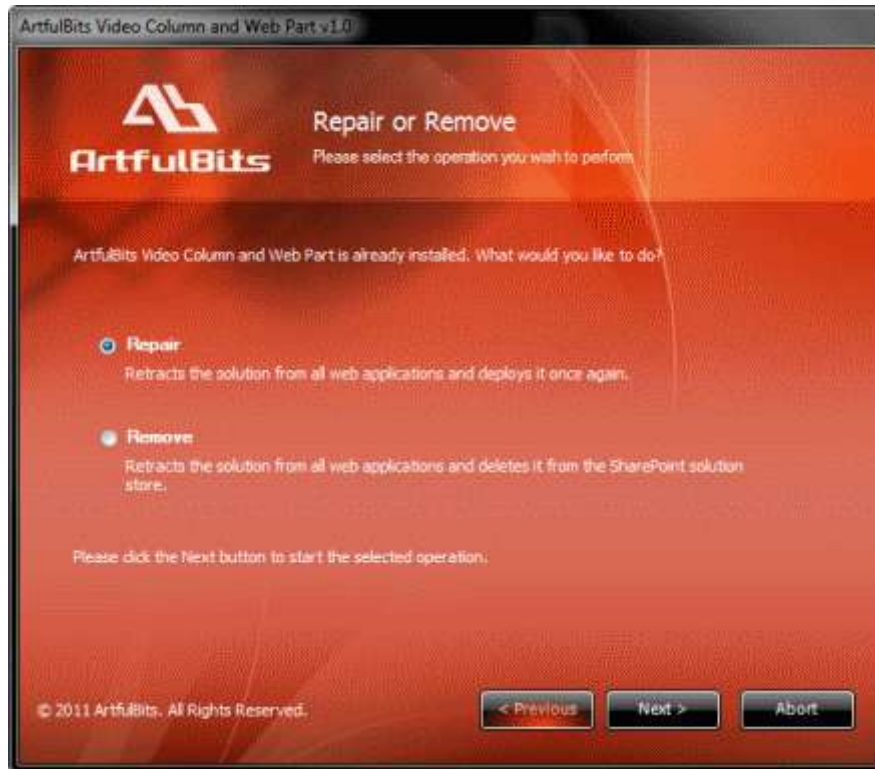 ArtfulBits Video Column and Web Part v1.0
ArtfulBits
Repair or Remove
Please select the operation you wish to perform
ArtfulBits Video Column and Web Part is already installed. What would you like to do?
Repair
Retracts the solution from all web applications and deploys it once again.
Remove
Retracts the solution from all web applications and deletes it from the SharePoint solution
store.
Please click the Next button to start the selected operation.
© 2011 ArtfulBits. All Rights Reserved.
< Previous
Next >
Abort